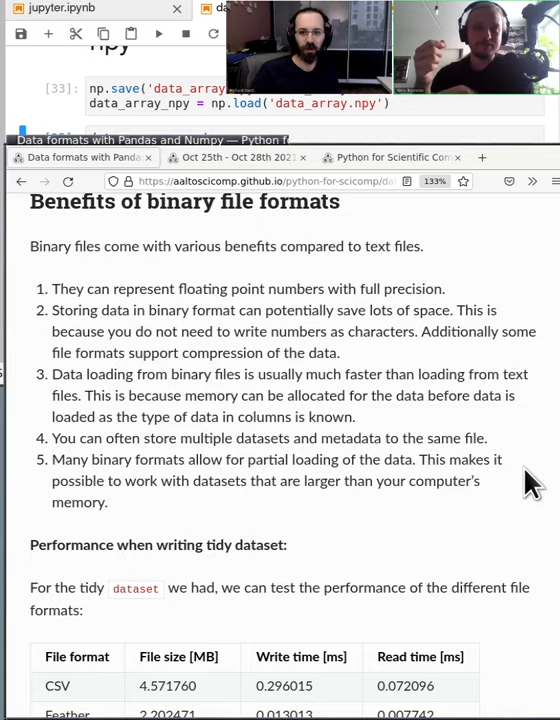 jupyter.ipynb
da
[33]:
np.save('data_array
data_array_npy = np.load('data_array.npy')
Data formats with Pandas and Numpy — Python f
Data formats with Panda
Oct 25th - Oct 28th 2021
Python for Scientific Com
https://aaltoscicomp.github.io/python-for-scicomp/dat
133%
Benefits of binary file formats
Binary files come with various benefits compared to text files.
1. They can represent floating point numbers with full precision.
2. Storing data in binary format can potentially save lots of space. This is
because you do not need to write numbers as characters. Additionally some
file formats support compression of the data.
3. Data loading from binary files is usually much faster than loading from text
files. This is because memory can be allocated for the data before data is
loaded as the type of data in columns is known.
4. You can often store multiple datasets and metadata to the same file.
5. Many binary formats allow for partial loading of the data. This makes it
possible to work with datasets that are larger than your computer's
memory.
Performance when writing tidy dataset:
For the tidy dataset we had, we can test the performance of the different file
formats:
File format File size [MB] Write time [ms] Read time [ms]
CSV 4.571760 0.296015 0.072096
Feather 2.202471 0.013013 0.007742